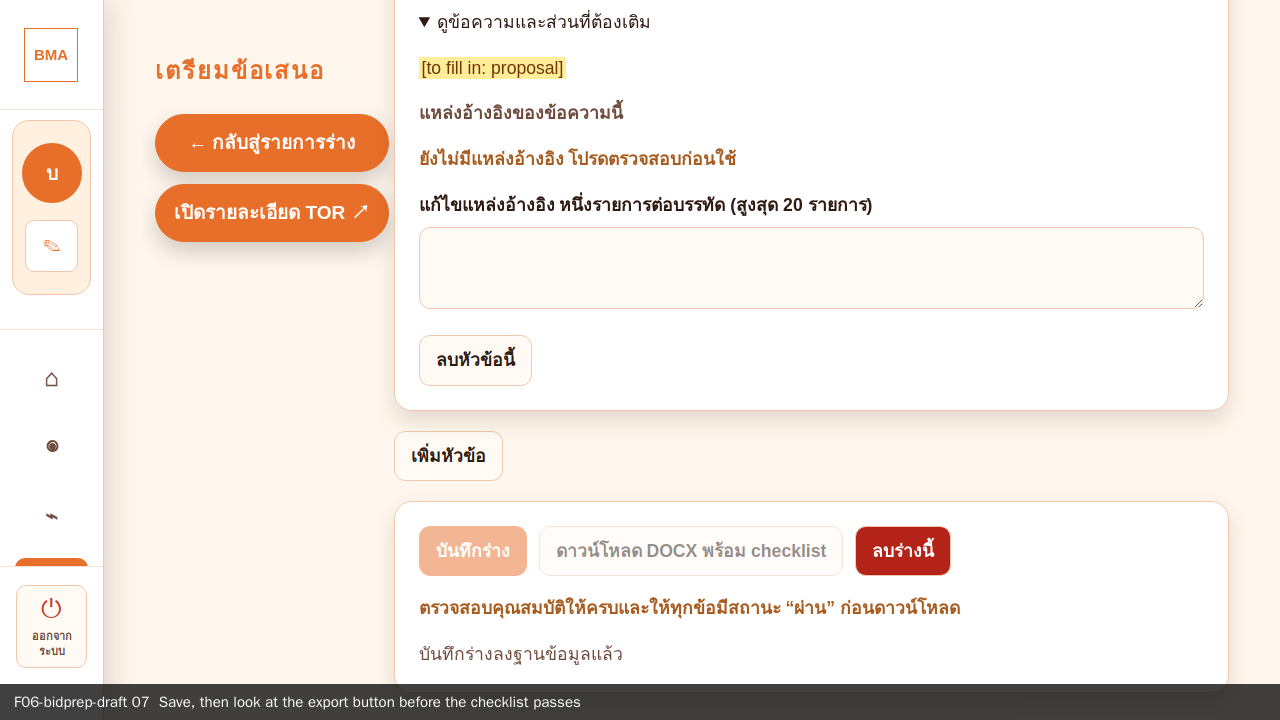 BMA
บ
ออกจาก
ระบบ
เตรียมข้อเสนอ
← กลับสู่รายการร่าง
เปิดรายละเอียด TOR ↗
▼ ดูข้อความและส่วนที่ต้องเติม
[to fill in: proposal]
แหล่งอ้างอิงของข้อความนี้
ยังไม่มีแหล่งอ้างอิง โปรดตรวจสอบก่อนใช้
แก้ไขแหล่งอ้างอิง หนึ่งรายการต่อบรรทัด (สูงสุด 20 รายการ)
ลบหัวข้อนี้
เพิ่มหัวข้อ
บันทึกร่าง
ดาวน์โหลด DOCX พร้อม checklist
ลบร่างนี้
ตรวจสอบคุณสมบัติให้ครบและให้ทุกข้อมีสถานะ “ผ่าน” ก่อนดาวน์โหลด
บันทึกร่างลงฐานข้อมูลแล้ว
F06-bidprep-draft 07 Save, then look at the export button before the checklist passes